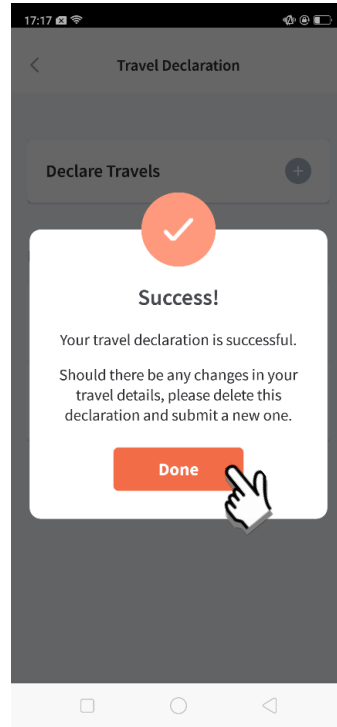 17:17
Travel Declaration
Declare Travels
Success!
Your travel declaration is successful.
Should there be any changes in your
travel details, please delete this
declaration and submit a new one.
Done